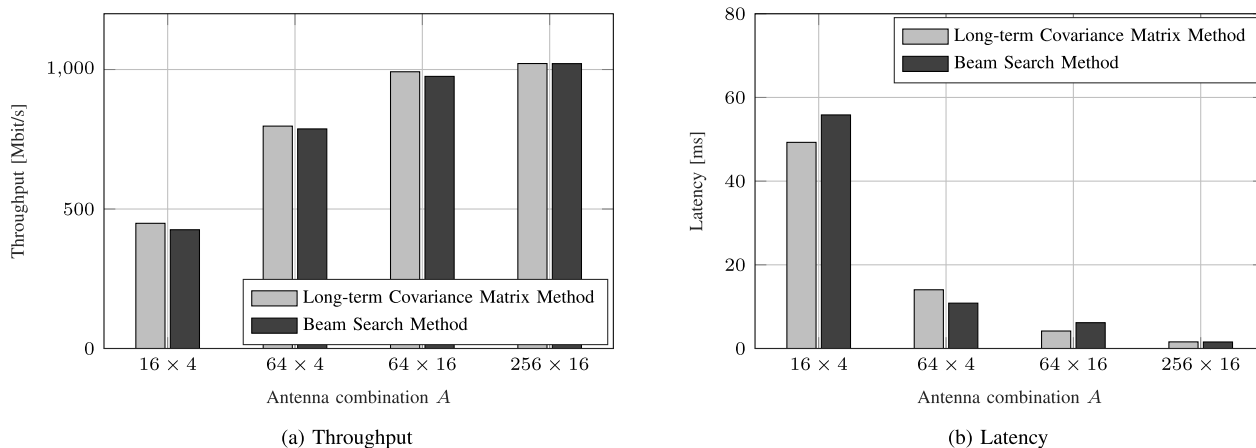 1,000
500
0
Throughput [Mbit/s]
Long-term Covariance Matrix Method
Beam Search Method
16 × 4
64 × 4
64 × 16
256 × 16
Antenna combination A
(a) Throughput
80
60
40
20
0
Latency [ms]
Long-term Covariance Matrix Method
Beam Search Method
16 × 4
64 × 4
64 × 16
256 × 16
Antenna combination A
(b) Latency